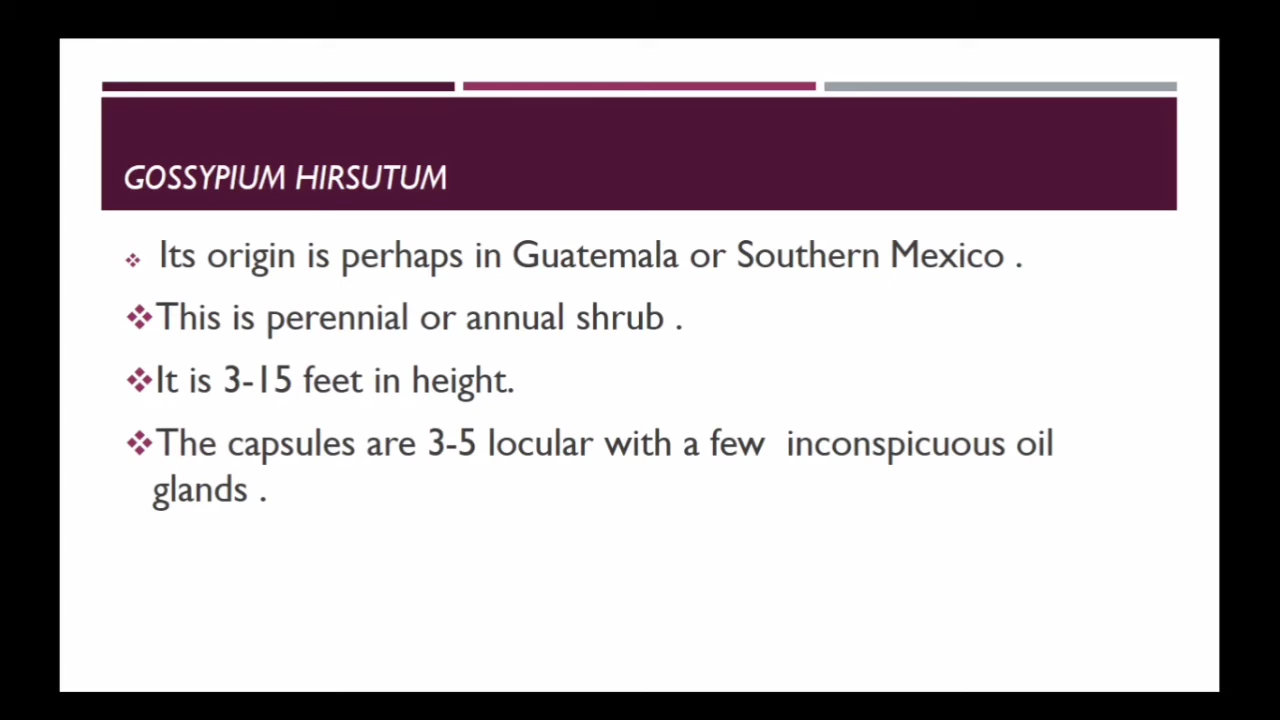 GOSSYPIUM HIRSUTUM
❖ Its origin is perhaps in Guatemala or Southern Mexico .
❖This is perennial or annual shrub .
❖It is 3-15 feet in height.
❖The capsules are 3-5 locular with a few  inconspicuous oil
glands .